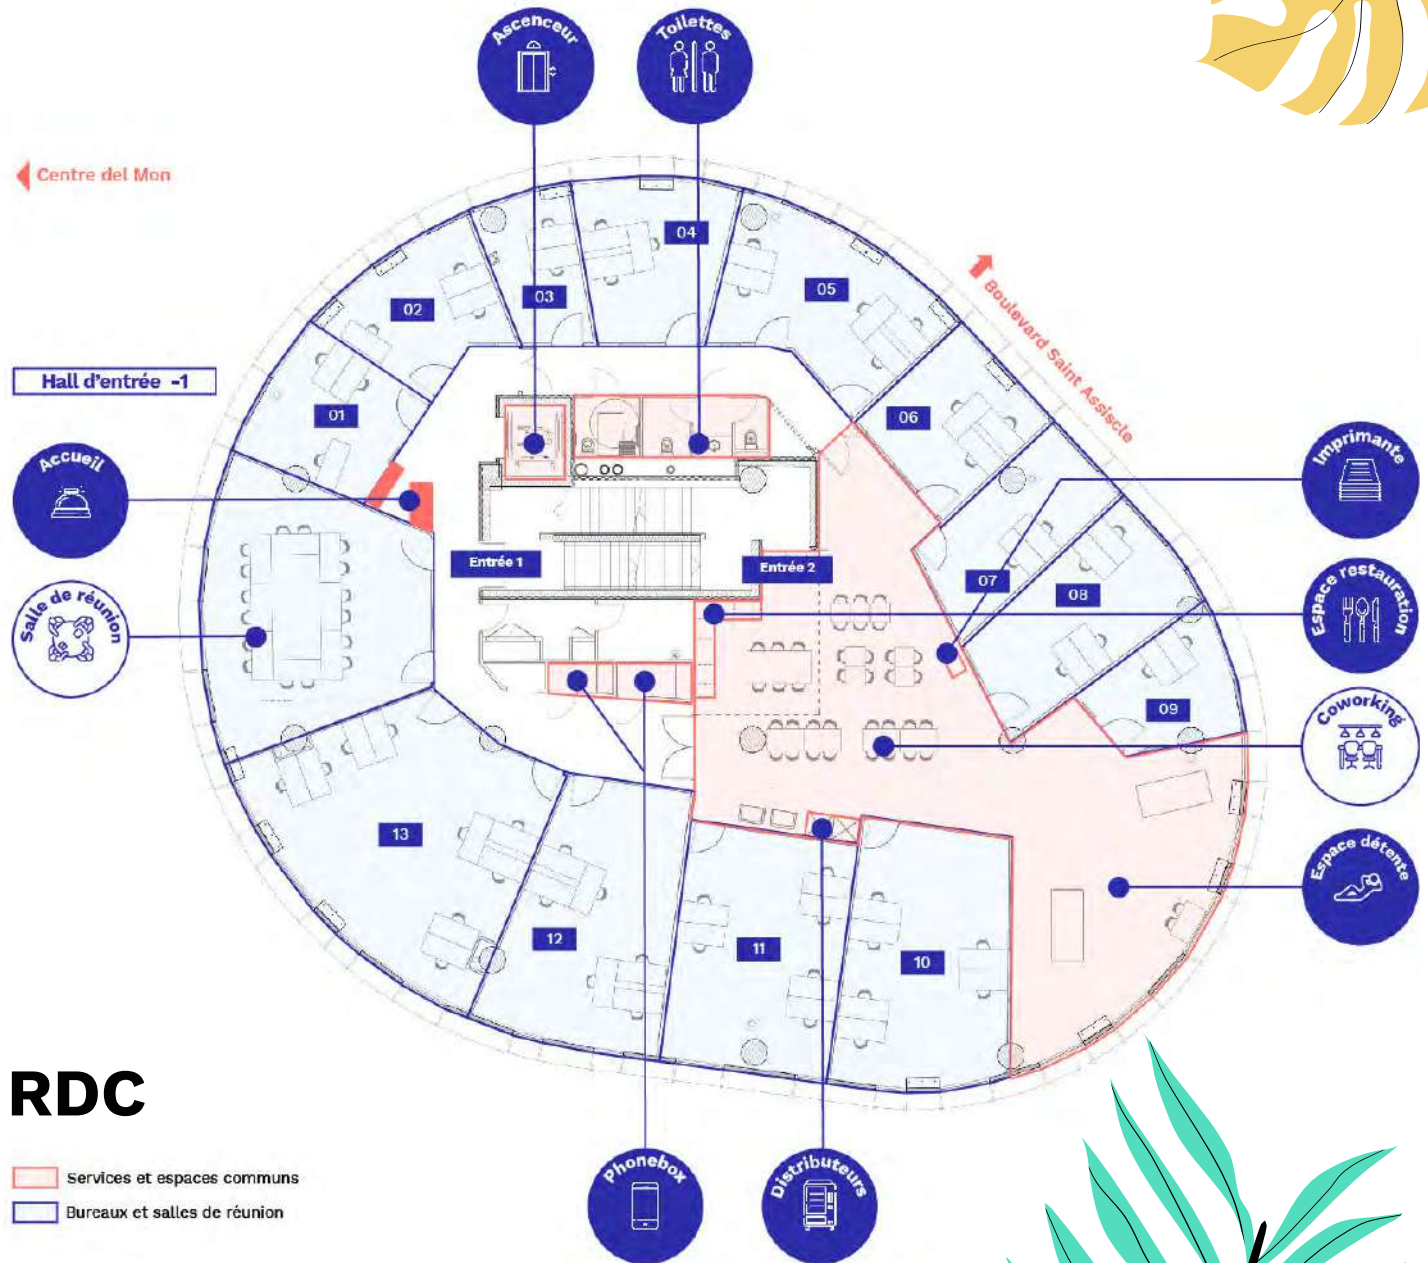 Ascenceur
Toilettes
Centre del Mon
04
05
03
02
Boulevard Saint Assiscle
Hall d'entrée -1
01
06
Accueil
Imprimante
Entrée 1
Entrée 2
07
08
Espace restauration
Salle de réunion
09
Coworking
13
Espace détente
12
11
10
RDC
Services et espaces communs
Bureaux et salles de réunion
Phonebox
Distributeurs